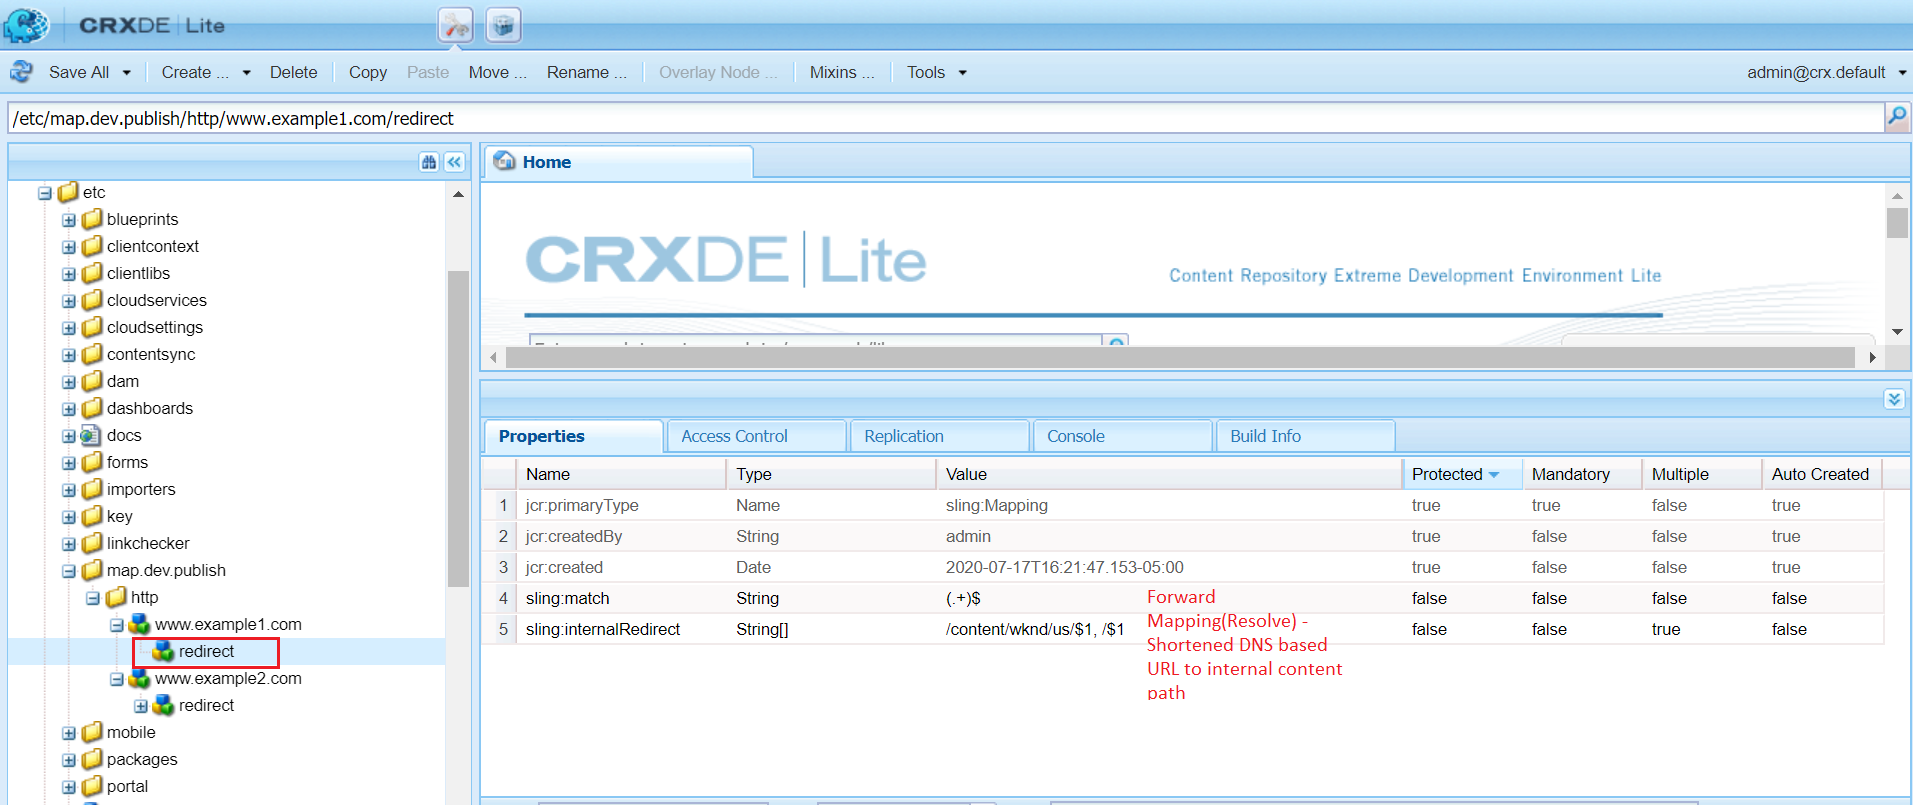 CRXDE | Lite
Save All Create ... Delete Copy Paste Move ... Rename ... Overlay Node ... Mixins ... Tools admin@crx.default
/etc/map.dev.publish/http/www.example1.com/redirect
etc
blueprints
clientcontext
clientlibs
cloudservices
cloudsettings
contentsync
dam
dashboards
docs
forms
importers
key
linkchecker
map.dev.publish
http
www.example1.com
redirect
www.example2.com
redirect
mobile
packages
portal
Home
CRXDE | Lite
Content Repository Extreme Development Environment Lite
Properties Access Control Replication Console Build Info
Name Type Value Protected Mandatory Multiple Auto Created
1 jcr:primaryType Name sling:Mapping true true false true
2 jcr:createdBy String admin true false false true
3 jcr:created Date 2020-07-17T16:21:47.153-05:00 true false false true
4 sling:match String (.+)$ false false false false
5 sling:internalRedirect String[] /content/wknd/us/$1, /$1 false false true false
Forward
Mapping(Resolve) -
Shortened DNS based
URL to internal content
path